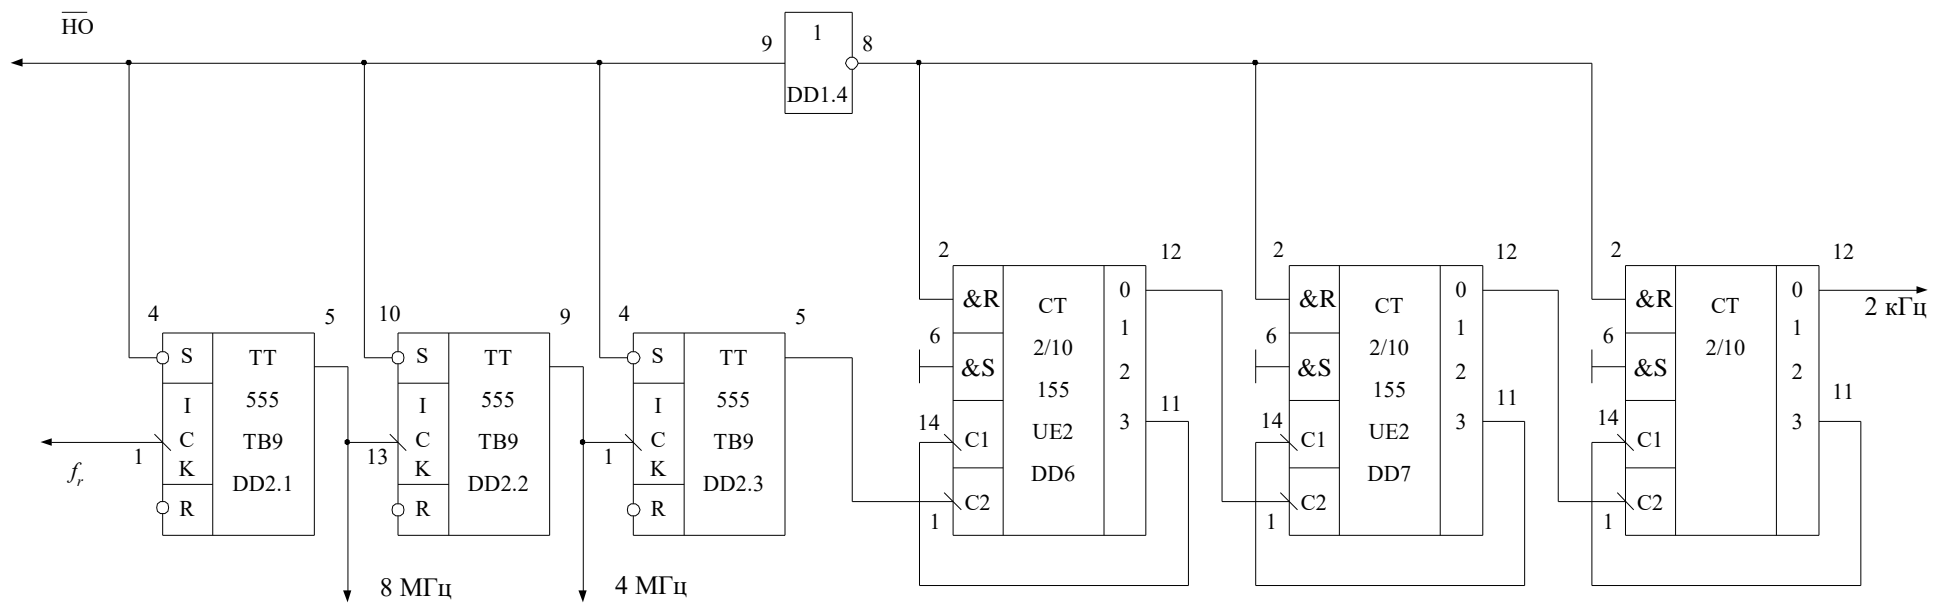 HO
9
1
8
DD1.4
4
S
I
C
K
R
1
f_r
TT
555
TB9
DD2.1
5
8 МГц
10
S
I
C
K
R
13
TT
555
TB9
DD2.2
9
4 МГц
4
S
I
C
K
R
1
TT
555
TB9
DD2.3
5
2
&R
6
&S
14
C1
C2
1
CT
2/10
155
UE2
DD6
0
1
2
3
12
11
2
&R
6
&S
14
C1
C2
1
CT
2/10
155
UE2
DD7
0
1
2
3
12
11
2
&R
6
&S
14
C1
C2
1
CT
2/10
0
1
2
3
12
2 кГц
11